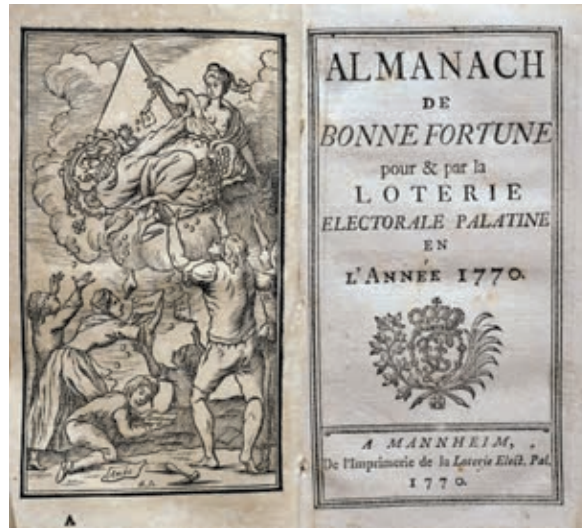 A
ALMANACH
DE
BONNE FORTUNE
pour & par la
LOTERIE
ELECTORALE PALATINE
EN
L'ANNÉE 1770.
A MANNHEIM,
De l'Imprimerie de la Loterie Elect. Pal.
1770.